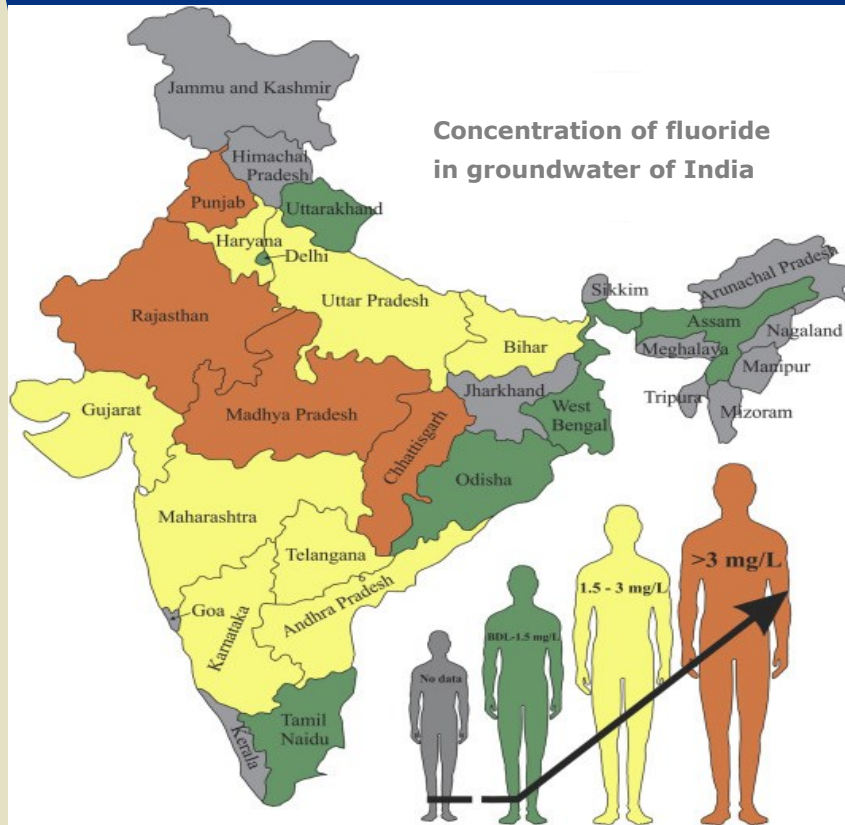 Jammu and Kashmir
Concentration of fluoride
in groundwater of India
Himachal
Pradesh
Punjab
Uttarakhand
Haryana
Delhi
Arunachal Pradesh
Sikkim
Uttar Pradesh
Rajasthan
Assam
Nagaland
Bihar
Meghalaya
Manipur
Jharkhand
Tripura
Mizoram
Gujarat
Madhya Pradesh
West
Bengal
Chhattisgarh
Odisha
Maharashtra
Telangana
>3 mg/L
1.5 - 3 mg/L
Andhra Pradesh
Goa
Karnataka
BDL-1.5 mg/L
No data
Tamil
Naidu
Kerala